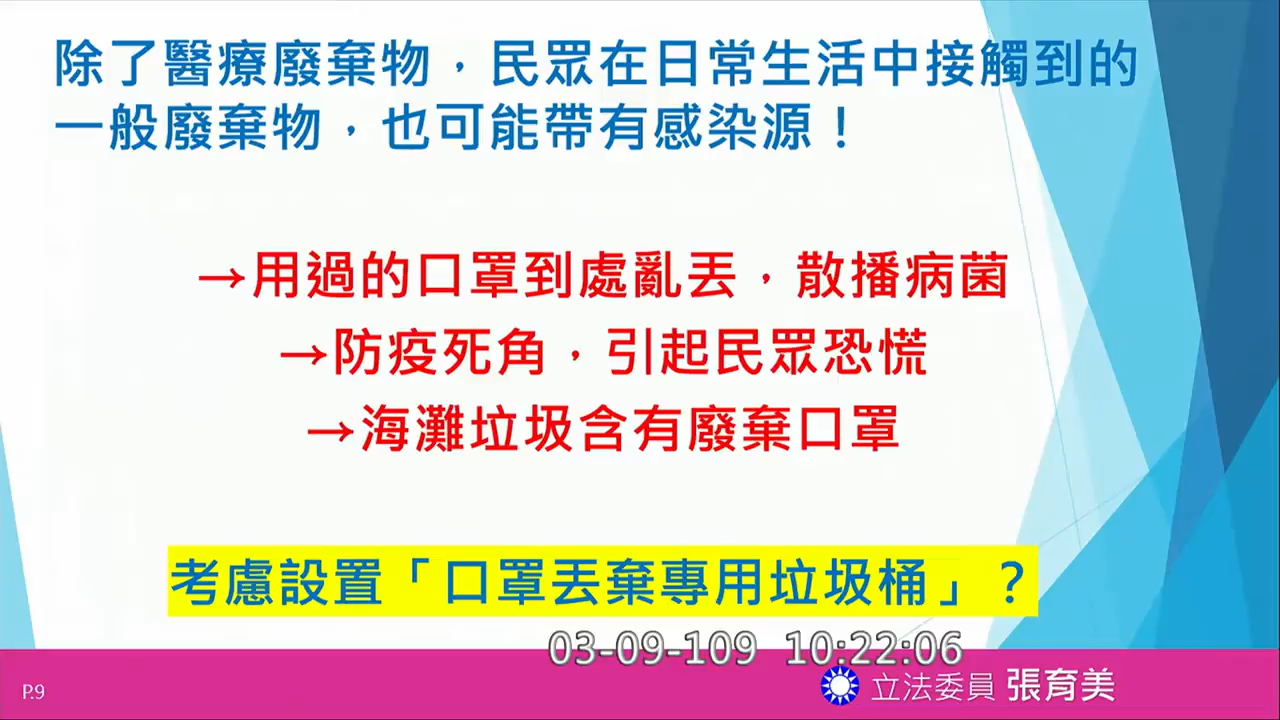 除了醫療廢棄物，民眾在日常生活中接觸到的
一般廢棄物，也可能帶有感染源！
→用過的口罩到處亂丟，散播病菌
→防疫死角，引起民眾恐慌
→海灘垃圾含有廢棄口罩
考慮設置「口罩丟棄專用垃圾桶」？
03-09-109 10:22:06
P.9
立法委員 張育美